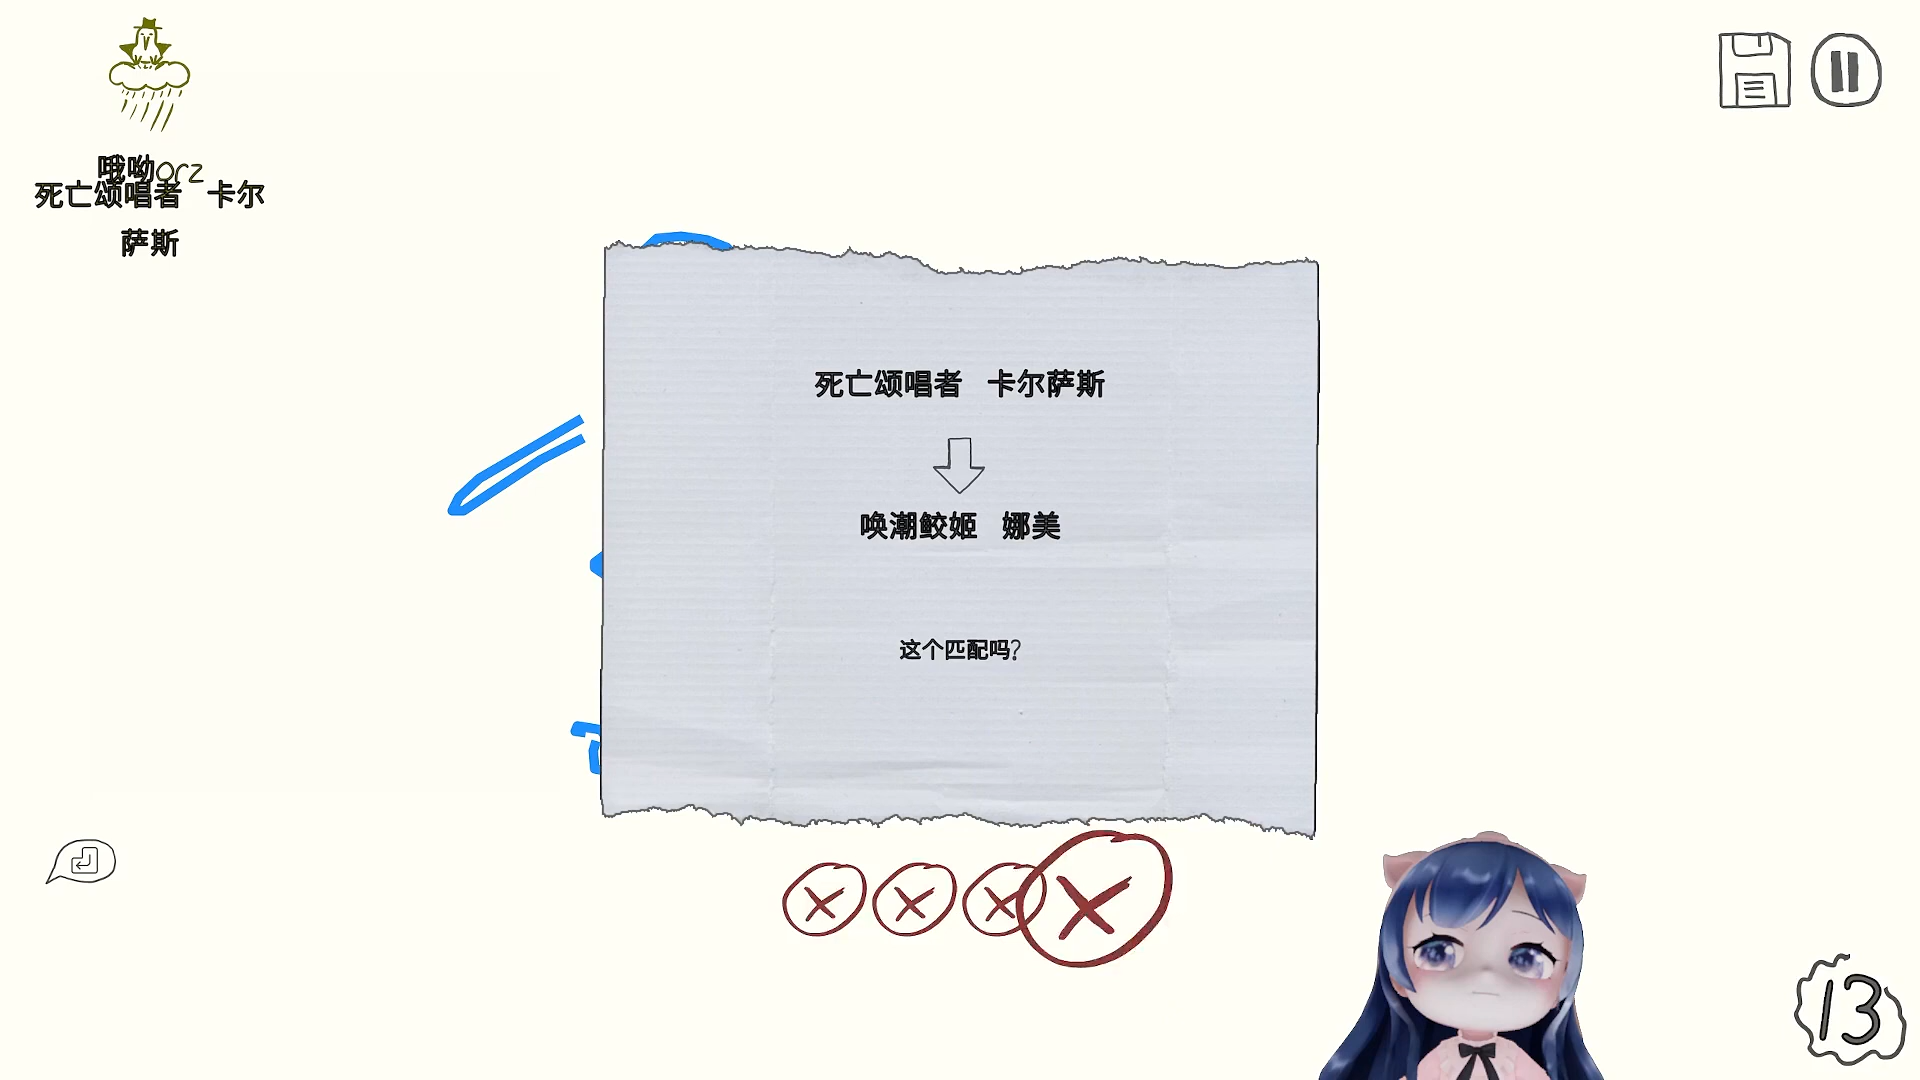 哦呦orz
死亡颂唱者 卡尔
萨斯
死亡颂唱者 卡尔萨斯
唤潮鲛姬 娜美
这个匹配吗?
13